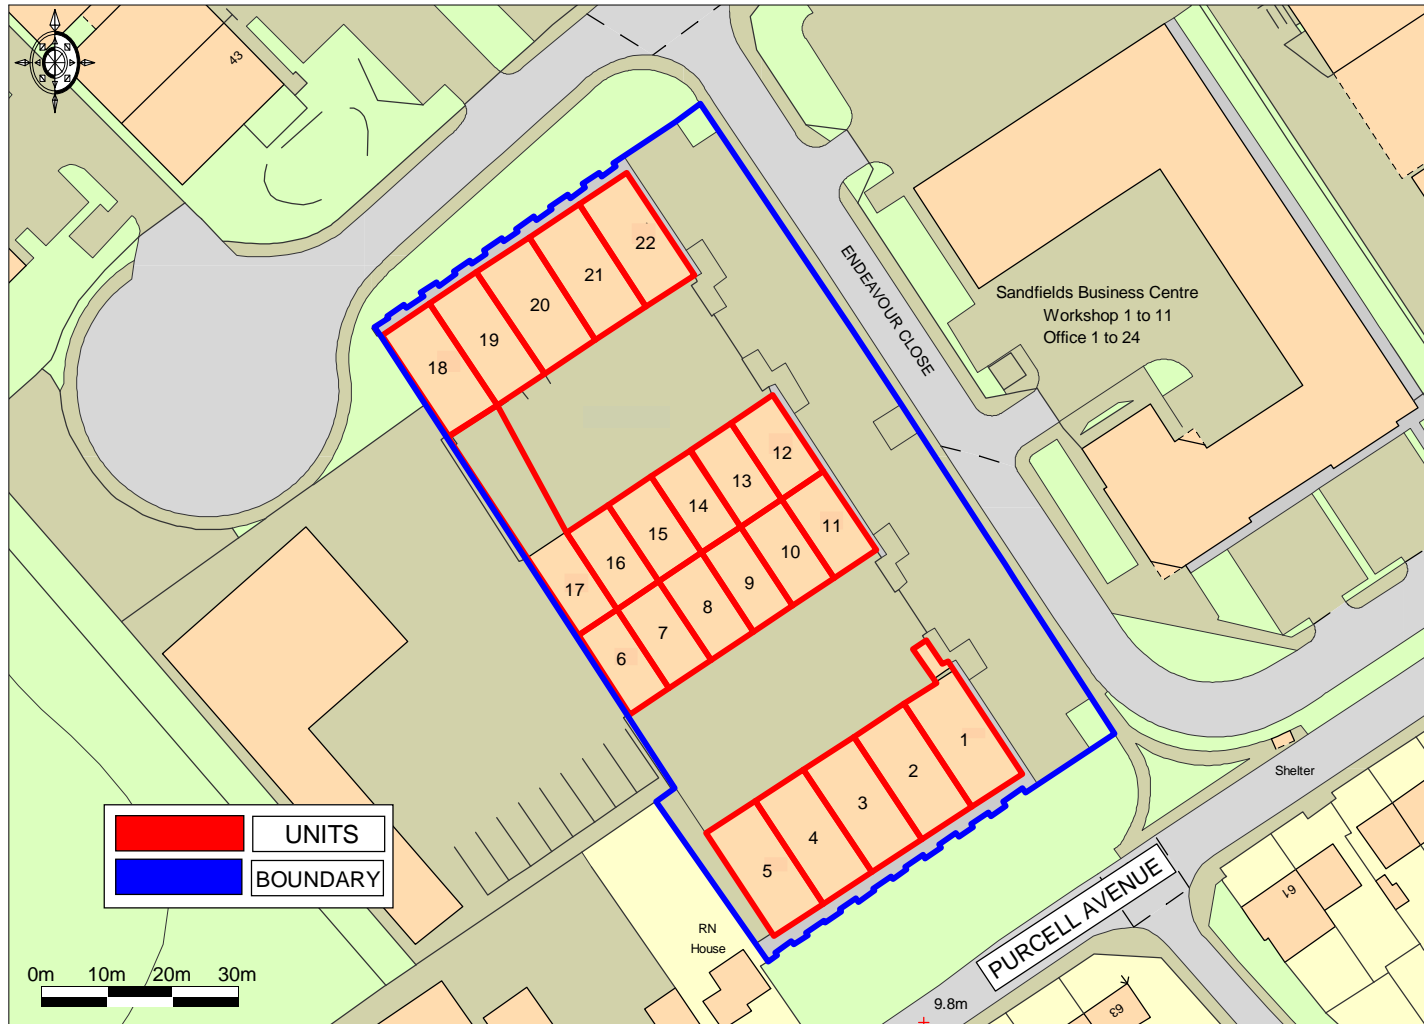 43
22
21
20
19
18
ENDEAVOUR CLOSE
Sandfields Business Centre
Workshop 1 to 11
Office 1 to 24
12
13
14
15
16
17
11
10
9
8
7
6
1
2
3
4
5
Shelter
UNITS
BOUNDARY
PURCELL AVENUE
61
63
RN
House
9.8m
0m 10m 20m 30m